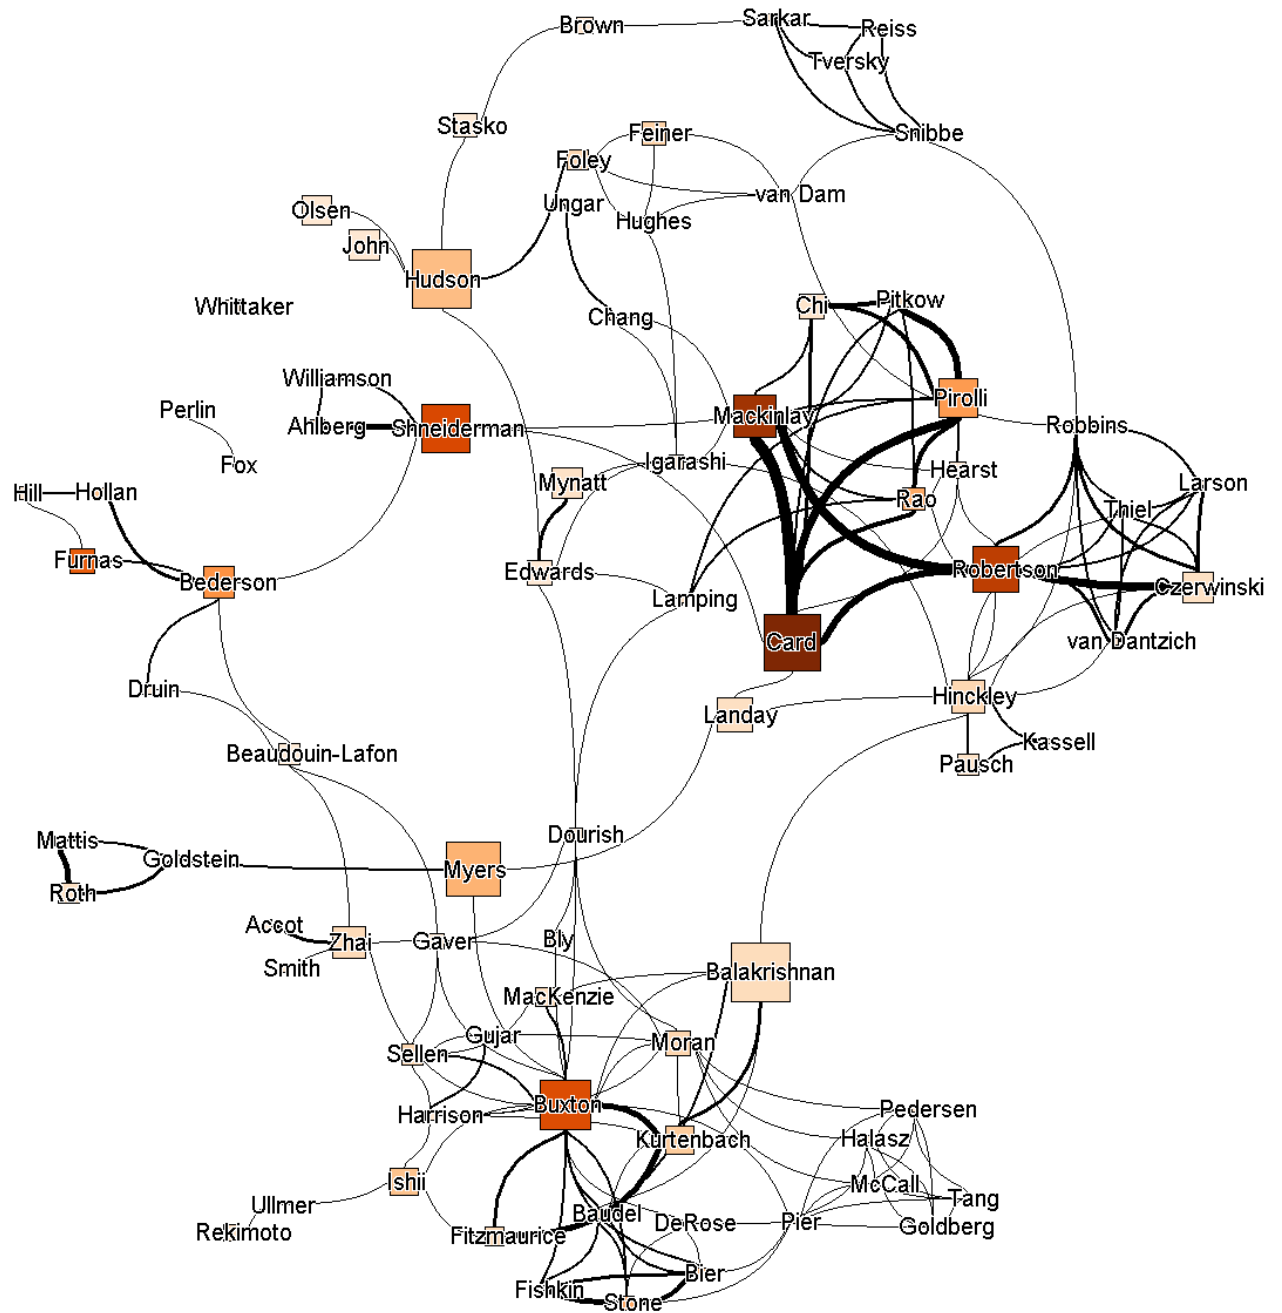 Brown
Sarkar
Reiss
Tversky
Stasko
Feiner
Snibbe
Foley
van Dam
Ungar
Olsen
Hughes
John
Hudson
Whittaker
Chi
Pitkow
Chang
Williamson
Perlin
Pirolli
Ahlberg
Shneiderman
Mackinlay
Robbins
Fox
Igarashi
Hearst
Mynatt
Larson
Hill
Hollan
Rao
Thiel
Furnas
Bederson
Edwards
Robertson
Czerwinski
Lamping
Card
van Dantzich
Druin
Hinckley
Landay
Beaudouin-Lafon
Kassell
Pausch
Mattis
Goldstein
Dourish
Myers
Roth
Accot
Zhai
Gaver
Bly
Smith
Balakrishnan
MacKenzie
Gujar
Moran
Sellen
Harrison
Buxton
Pedersen
Kurtenbach
Halasz
Ishii
McCall
Ullmer
Tang
Rekimoto
Baudel
DeRose
Pier
Goldberg
Fitzmaurice
Bier
Fishkin
Stone